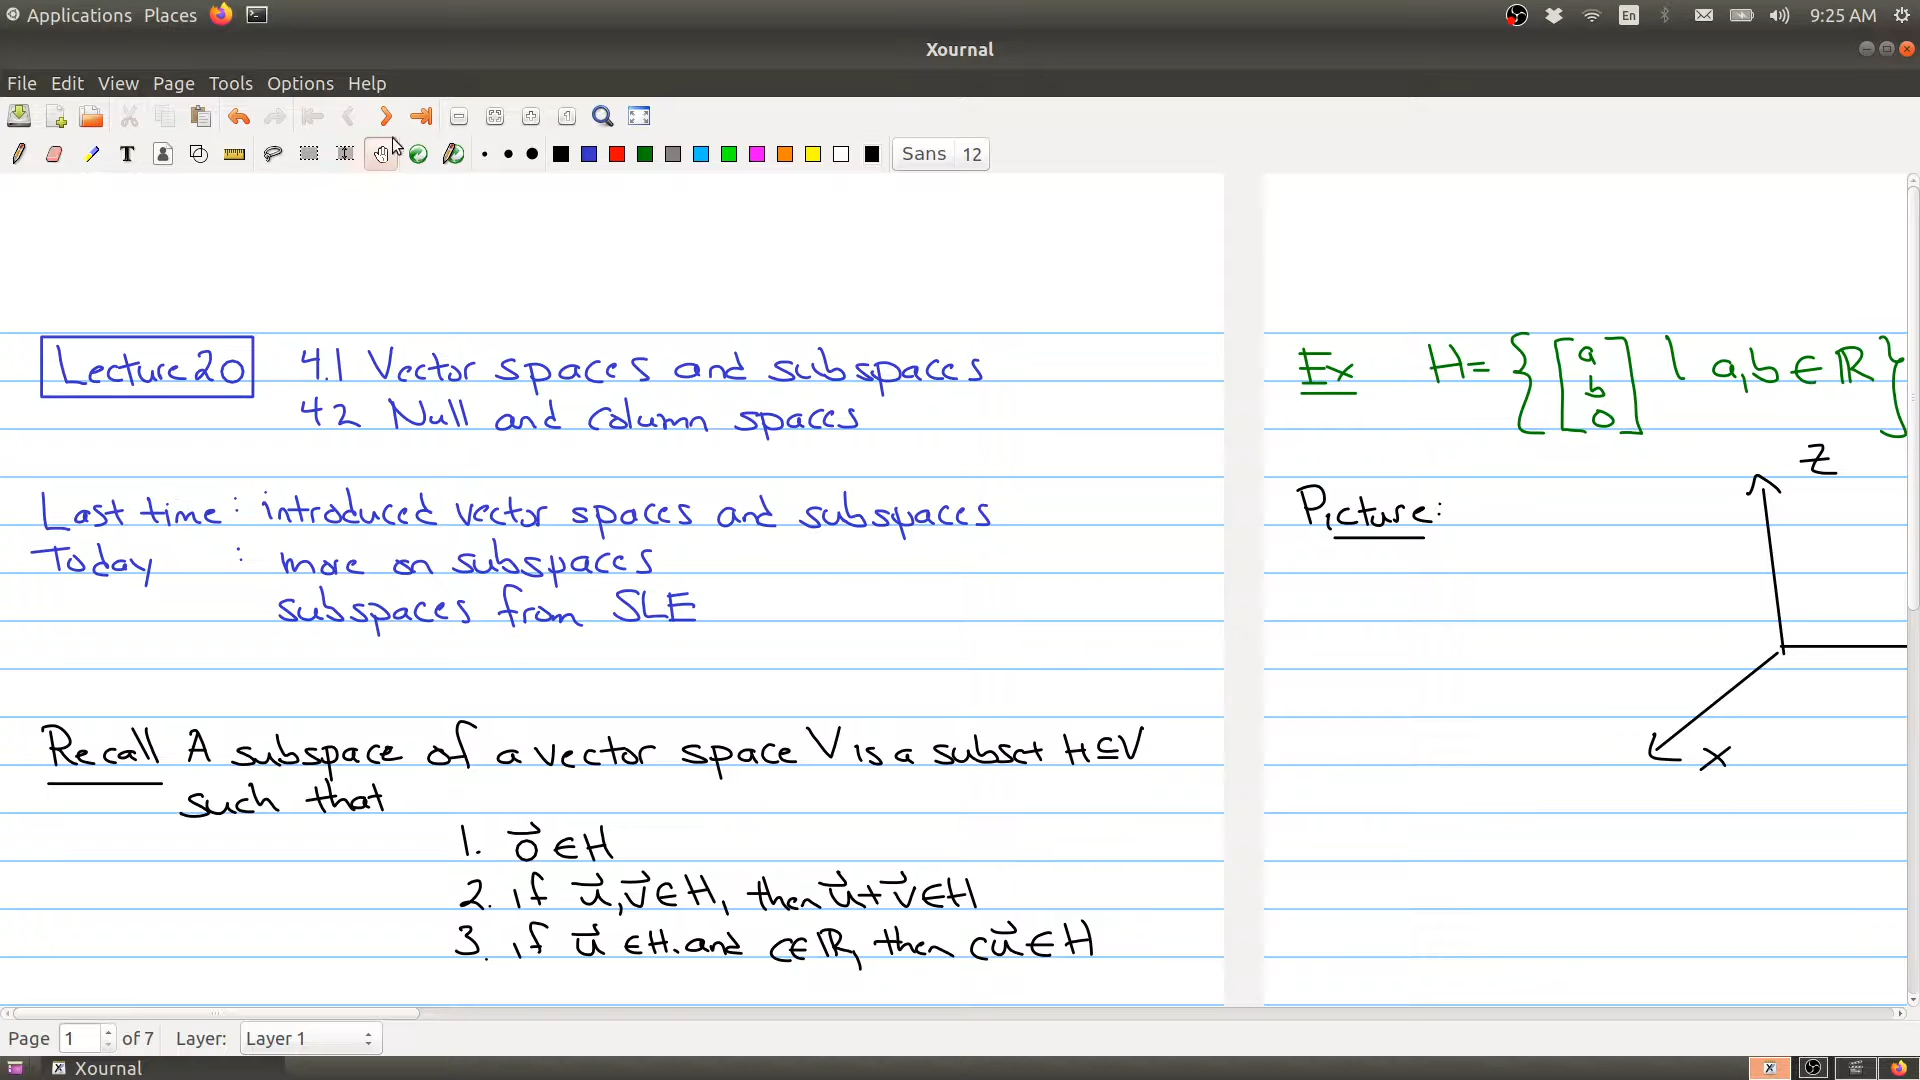 Applications Places
En
9:25 AM
Xournal
File Edit View Page Tools Options Help
T
Sans 12
Lecture 20 4.1 Vector spaces and subspaces
4.2 Null and column spaces
Last time : introduced vector spaces and subspaces
Today : more on subspaces
subspaces from SLE
Recall A subspace of a vector space V is a subset H⊆V
such that
1. 0⃗ ∈ H
2. if u⃗, v⃗ ∈ H, then u⃗+v⃗ ∈ H
3. if u⃗ ∈ H. and c∈ℝ, then cu⃗ ∈ H
Ex H = { [a b 0] | a,b ∈ ℝ }
z
Picture:
x
Page 1 of 7 Layer: Layer 1
Xournal